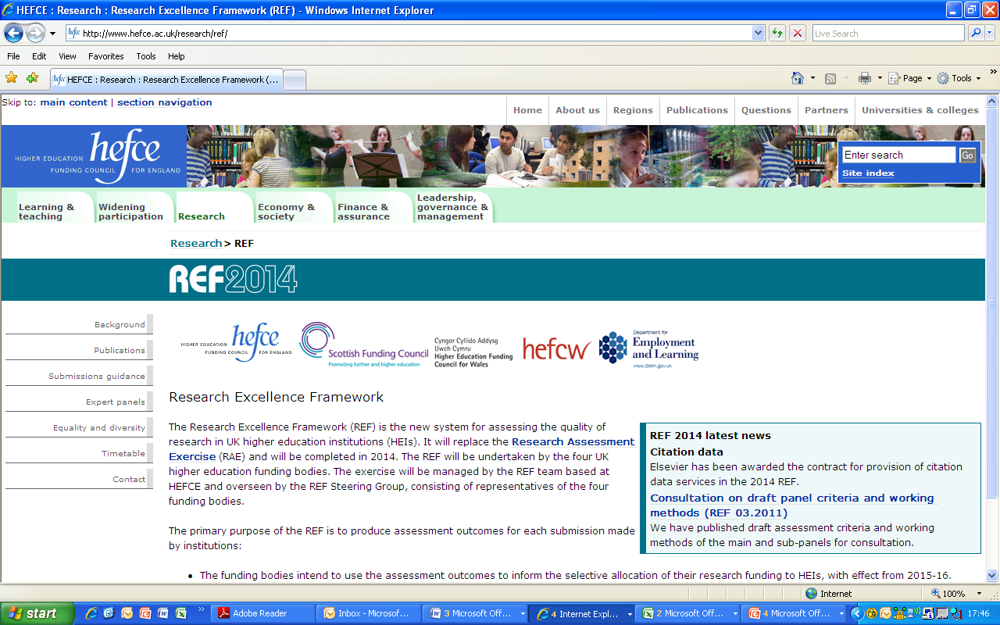 HEFCE : Research : Research Excellence Framework (REF) - Windows Internet Explorer
http://www.hefce.ac.uk/research/ref/
Live Search
File Edit View Favorites Tools Help
HEFCE : Research : Research Excellence Framework (...
Page Tools
Skip to: main content | section navigation
Home About us Regions Publications Questions Partners Universities & colleges
HIGHER EDUCATION hefce
FUNDING COUNCIL FOR ENGLAND
Enter search Go
Site index
Learning &
teaching
Widening
participation
Research
Economy &
society
Finance &
assurance
Leadership,
governance &
management
Research > REF
REF2014
Background
Publications
Submissions guidance
Expert panels
Equality and diversity
Timetable
Contact
HIGHER EDUCATION hefce
FUNDING COUNCIL FOR ENGLAND
Scottish Funding Council
Promoting further and higher education
Cyngor Cyllido Addysg
Uwch Cymru
Higher Education Funding
Council for Wales
hefcw
Department for
Employment
and Learning
www.delni.gov.uk
Research Excellence Framework
The Research Excellence Framework (REF) is the new system for assessing the quality of
research in UK higher education institutions (HEIs). It will replace the Research Assessment
Exercise (RAE) and will be completed in 2014. The REF will be undertaken by the four UK
higher education funding bodies. The exercise will be managed by the REF team based at
HEFCE and overseen by the REF Steering Group, consisting of representatives of the four
funding bodies.
The primary purpose of the REF is to produce assessment outcomes for each submission made
by institutions:
• The funding bodies intend to use the assessment outcomes to inform the selective allocation of their research funding to HEIs, with effect from 2015-16.
REF 2014 latest news
Citation data
Elsevier has been awarded the contract for provision of citation
data services in the 2014 REF.
Consultation on draft panel criteria and working
methods (REF 03.2011)
We have published draft assessment criteria and working
methods of the main and sub-panels for consultation.
Internet 100%
start Adobe Reader Inbox - Microsof... 3 Microsoft Off... 4 Internet Expl... 2 Microsoft Off... 4 Microsoft Off... 17:46